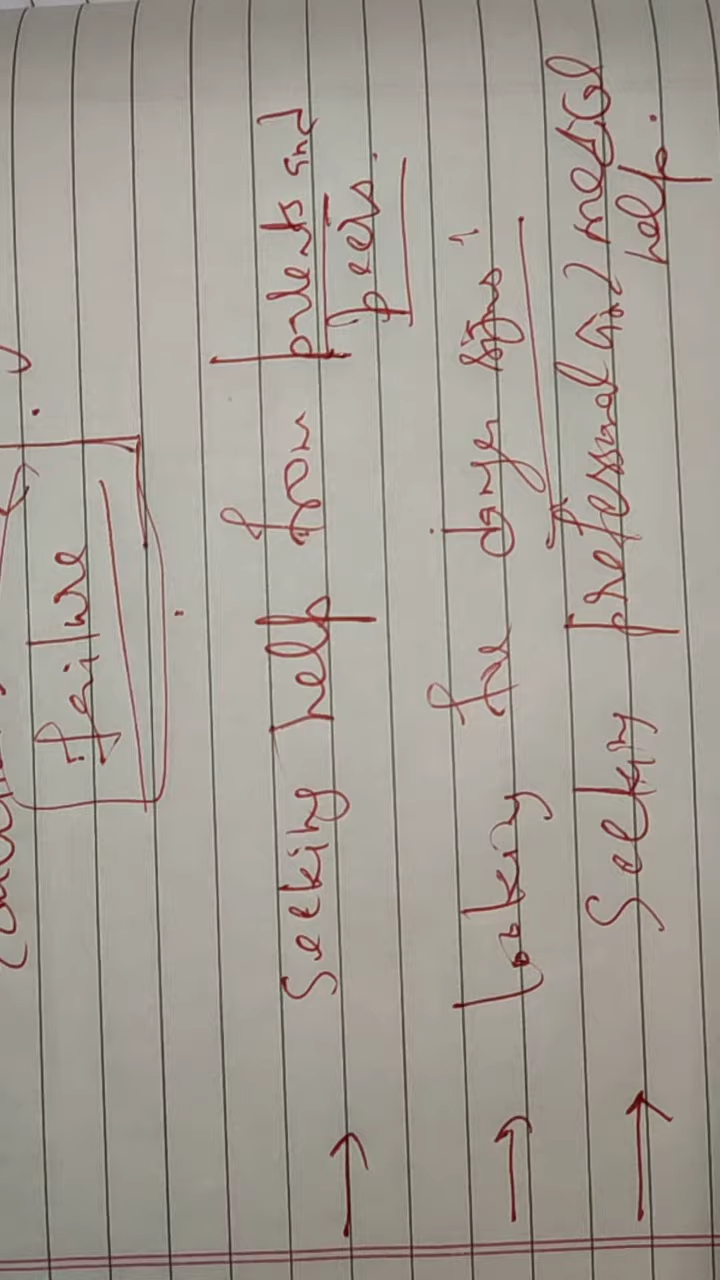 failure
Seeking help from parents and
peers.
looking for danger signs
Seeking professional and medical
help.